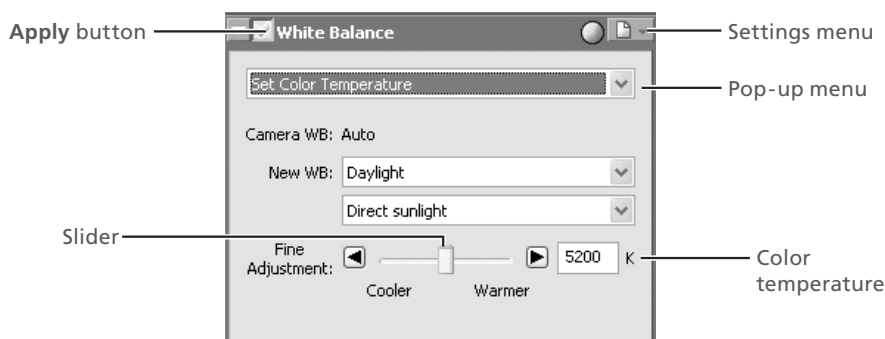 Apply button
White Balance
Settings menu
Set Color Temperature
Pop-up menu
Camera WB: Auto
New WB: Daylight
Direct sunlight
Slider
Fine
Adjustment:
5200 K
Color
temperature
Cooler Warmer